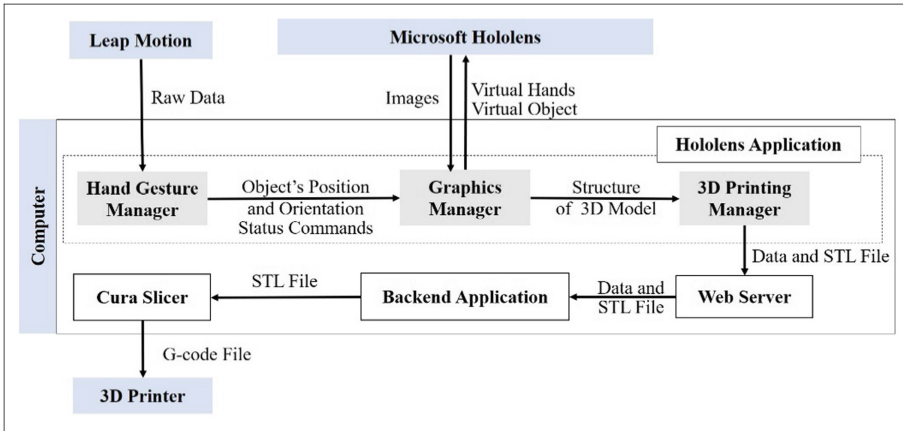 Leap Motion
Microsoft Hololens
Raw Data
Images
Virtual Hands
Virtual Object
Computer
Hololens Application
Hand Gesture
Manager
Object's Position
and Orientation
Status Commands
Graphics
Manager
Structure
of 3D Model
3D Printing
Manager
Data and STL File
Cura Slicer
STL File
Backend Application
Data and
STL File
Web Server
G-code File
3D Printer